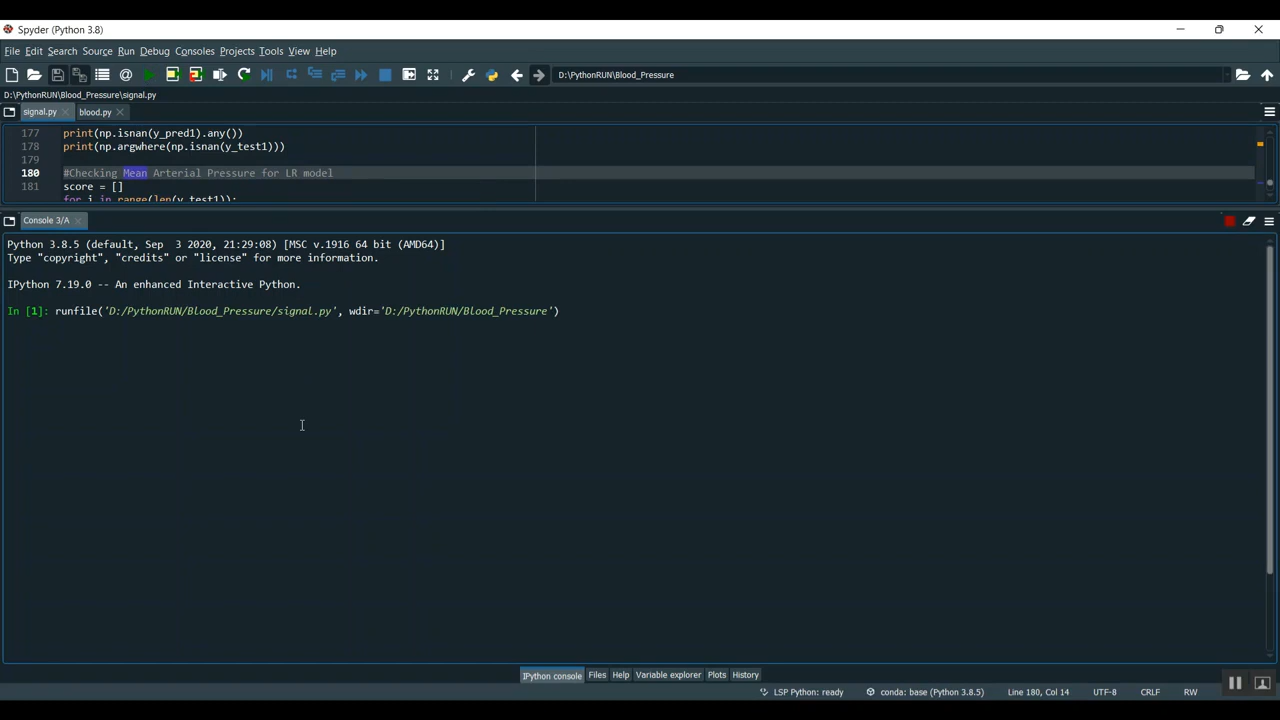 Spyder (Python 3.8)
File Edit Search Source Run Debug Consoles Projects Tools View Help
D:\PythonRUN\Blood_Pressure
D:\PythonRUN\Blood_Pressure\signal.py
signal.py blood.py
177 print(np.isnan(y_pred1).any())
178 print(np.argwhere(np.isnan(y_test1)))
179
180 #Checking Mean Arterial Pressure for LR model
181 score = []
for i in range(len(y_test1)):
Console 3/A
Python 3.8.5 (default, Sep  3 2020, 21:29:08) [MSC v.1916 64 bit (AMD64)]
Type "copyright", "credits" or "license" for more information.
IPython 7.19.0 -- An enhanced Interactive Python.
In [1]: runfile('D:/PythonRUN/Blood_Pressure/signal.py', wdir='D:/PythonRUN/Blood_Pressure')
IPython console Files Help Variable explorer Plots History
LSP Python: ready conda: base (Python 3.8.5) Line 180, Col 14 UTF-8 CRLF RW